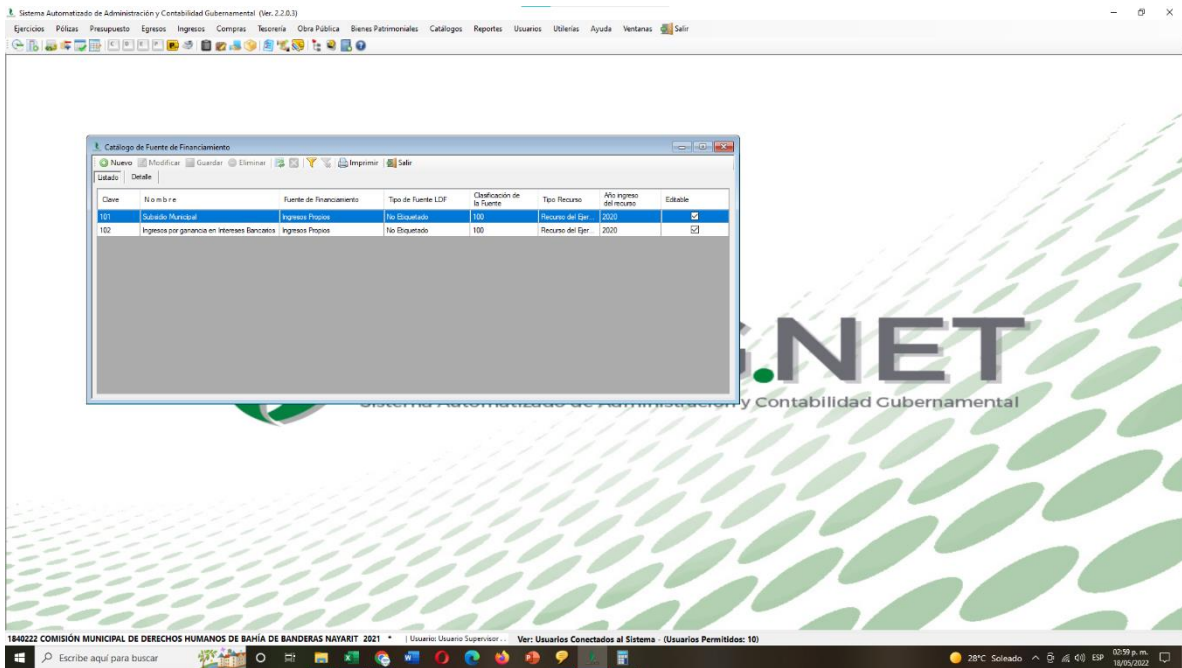 Sistema Automatizado de Administración y Contabilidad Gubernamental (Ver. 2.2.0.3)
Ejercicios Pólizas Presupuesto Egresos Ingresos Compras Tesorería Obra Pública Bienes Patrimoniales Catálogos Reportes Usuarios Utilerías Ayuda Ventanas Salir
Catálogo de Fuente de Financiamiento
Nuevo Modificar Guardar Eliminar Imprimir Salir
Listado Detalle
Clave Nombre Fuente de Financiamiento Tipo de Fuente LDF Clasificación de la Fuente Tipo Recurso Año ingreso del recurso Editable
101 Subsidio Municipal Ingresos Propios No Etiquetado 100 Recurso del Ejer... 2020
102 Ingresos por ganancia en Intereses Bancarios Ingresos Propios No Etiquetado 100 Recurso del Ejer... 2020
.NET
Sistema Automatizado de Administración y Contabilidad Gubernamental
1840222 COMISIÓN MUNICIPAL DE DERECHOS HUMANOS DE BAHÍA DE BANDERAS NAYARIT 2021 * | Usuario: Usuario Supervisor . . Ver: Usuarios Conectados al Sistema - (Usuarios Permitidos: 10)
Escribe aquí para buscar 28°C Soleado ESP 02:59 p. m.
18/05/2022